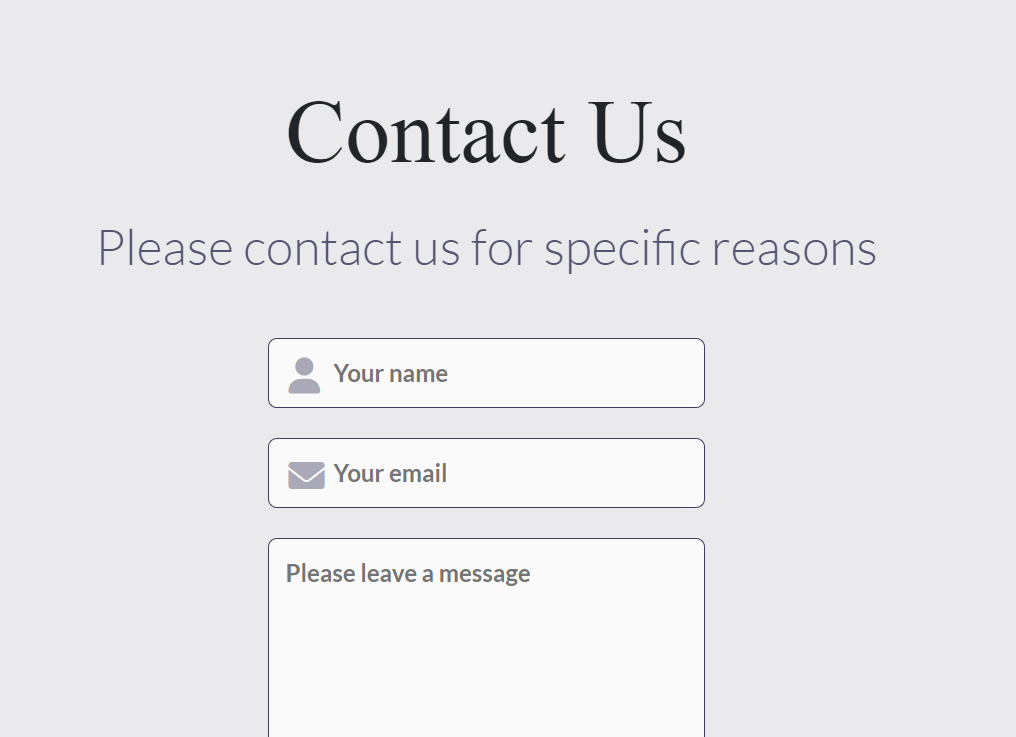 Contact Us
Please contact us for specific reasons
Your name
Your email
Please leave a message